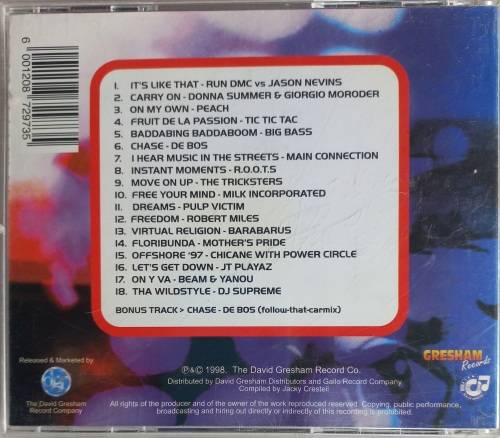 6 001208 729735
1. IT'S LIKE THAT - RUN DMC vs JASON NEVINS
2. CARRY ON - DONNA SUMMER & GIORGIO MORODER
3. ON MY OWN - PEACH
4. FRUIT DE LA PASSION - TIC TIC TAC
5. BADDABING BADDABOOM - BIG BASS
6. CHASE - DE BOS
7. I HEAR MUSIC IN THE STREETS - MAIN CONNECTION
8. INSTANT MOMENTS - R.O.O.T.S
9. MOVE ON UP - THE TRICKSTERS
10. FREE YOUR MIND - MILK INCORPORATED
11. DREAMS - PULP VICTIM
12. FREEDOM - ROBERT MILES
13. VIRTUAL RELIGION - BARABARUS
14. FLORIBUNDA - MOTHER'S PRIDE
15. OFFSHORE '97 - CHICANE WITH POWER CIRCLE
16. LET'S GET DOWN - JT PLAYAZ
17. ON Y VA - BEAM & YANOU
18. THA WILDSTYLE - DJ SUPREME
BONUS TRACK > CHASE - DE BOS (follow-that-carmix)
Released & Marketed by
The David Gresham
Record Company
℗&© 1998. The David Gresham Record Co.
Distributed by David Gresham Distributors and Gallo Record Company.
Compiled by Jacky Cresteil
All rights of the producer and of the owner of the work reproduced reserved. Copying, public performance,
broadcasting and hiring out directly or indirectly of this recording is prohibited.
GRESHAM
Records